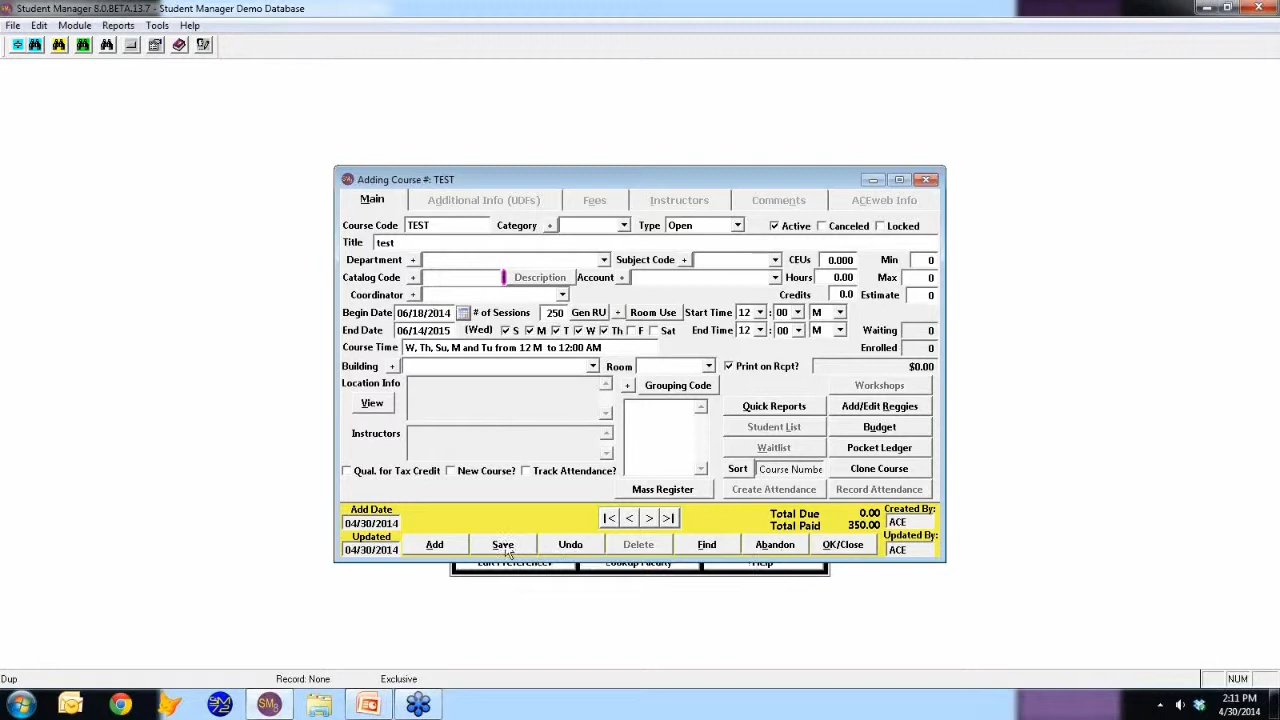 Student Manager 8.0.BETA.13.7 - Student Manager Demo Database
File Edit Module Reports Tools Help
Adding Course #: TEST
Main Additional Info (UDFs) Fees Instructors Comments ACEweb Info
Course Code TEST Category + Type Open Active Canceled Locked
Title test
Department + Subject Code + CEUs 0.000 Min 0
Catalog Code + Description Account + Hours 0.00 Max 0
Coordinator + Credits 0.0 Estimate 0
Begin Date 06/18/2014 # of Sessions 250 Gen RU + Room Use Start Time 12 : 00 M
End Date 06/14/2015 (Wed) S M T W Th F Sat End Time 12 : 00 M Waiting 0
Course Time W, Th, Su, M and Tu from 12 M to 12:00 AM Enrolled 0
Building + Room Print on Rcpt? $0.00
Location Info + Grouping Code Workshops
View Quick Reports Add/Edit Reggies
Student List Budget
Instructors Waitlist Pocket Ledger
Qual. for Tax Credit New Course? Track Attendance? Sort Course Numbe Clone Course
Mass Register Create Attendance Record Attendance
Add Date |< < > >| Total Due 0.00 Created By:
04/30/2014 Total Paid 350.00 ACE
Updated Add Save Undo Delete Find Abandon OK/Close Updated By:
04/30/2014 ACE
Edit Preferences Lookup Faculty Help
Dup Record: None Exclusive NUM
2:11 PM
4/30/2014